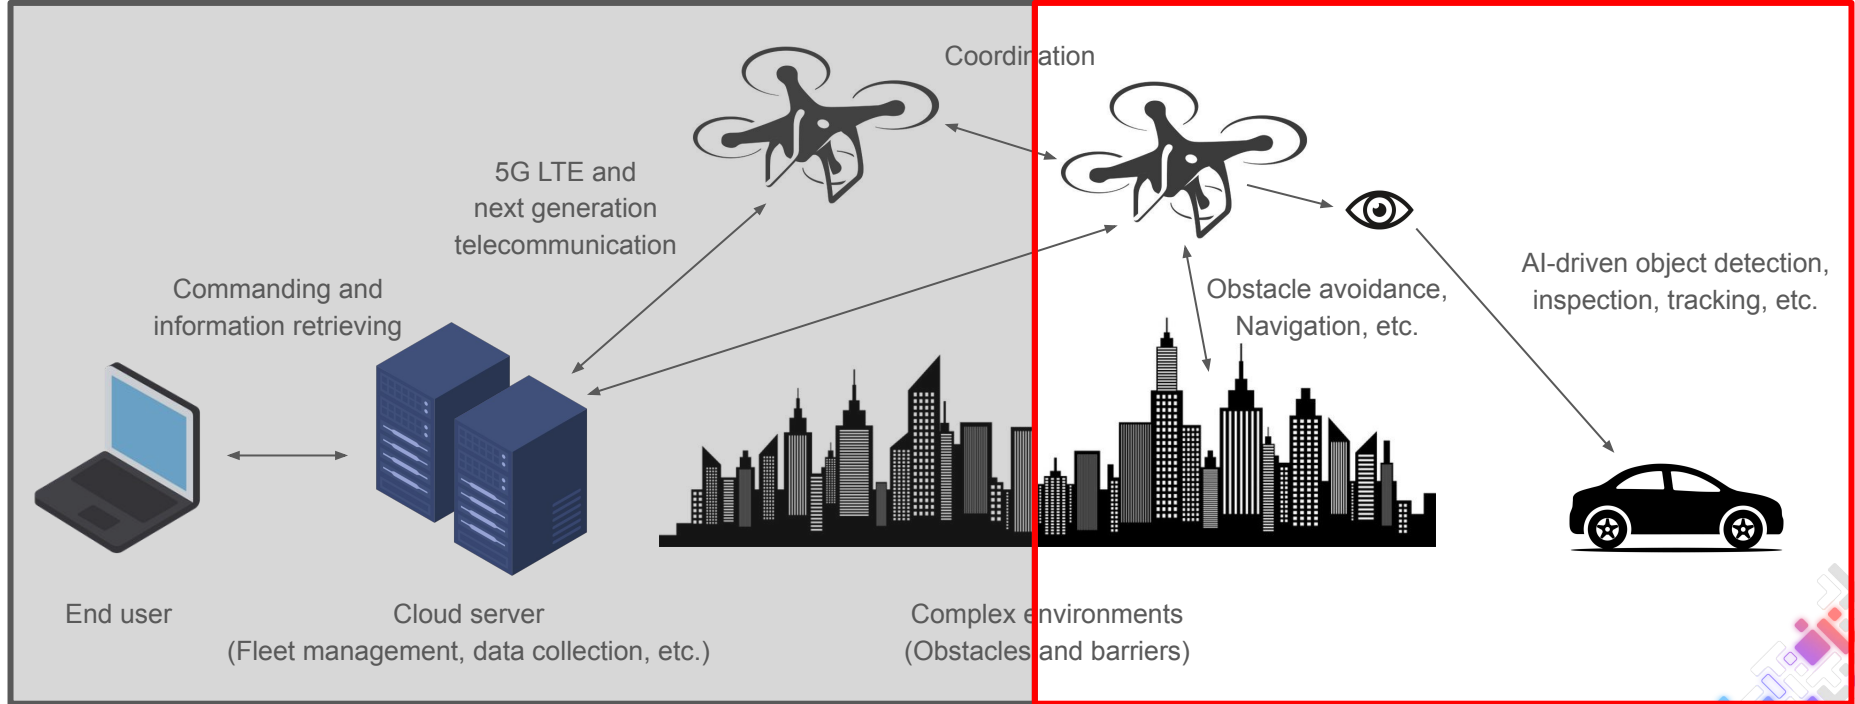 Coordination
5G LTE and
next generation
telecommunication
Commanding and
information retrieving
Obstacle avoidance,
Navigation, etc.
AI-driven object detection,
inspection, tracking, etc.
End user
Cloud server
(Fleet management, data collection, etc.)
Complex environments
(Obstacles and barriers)